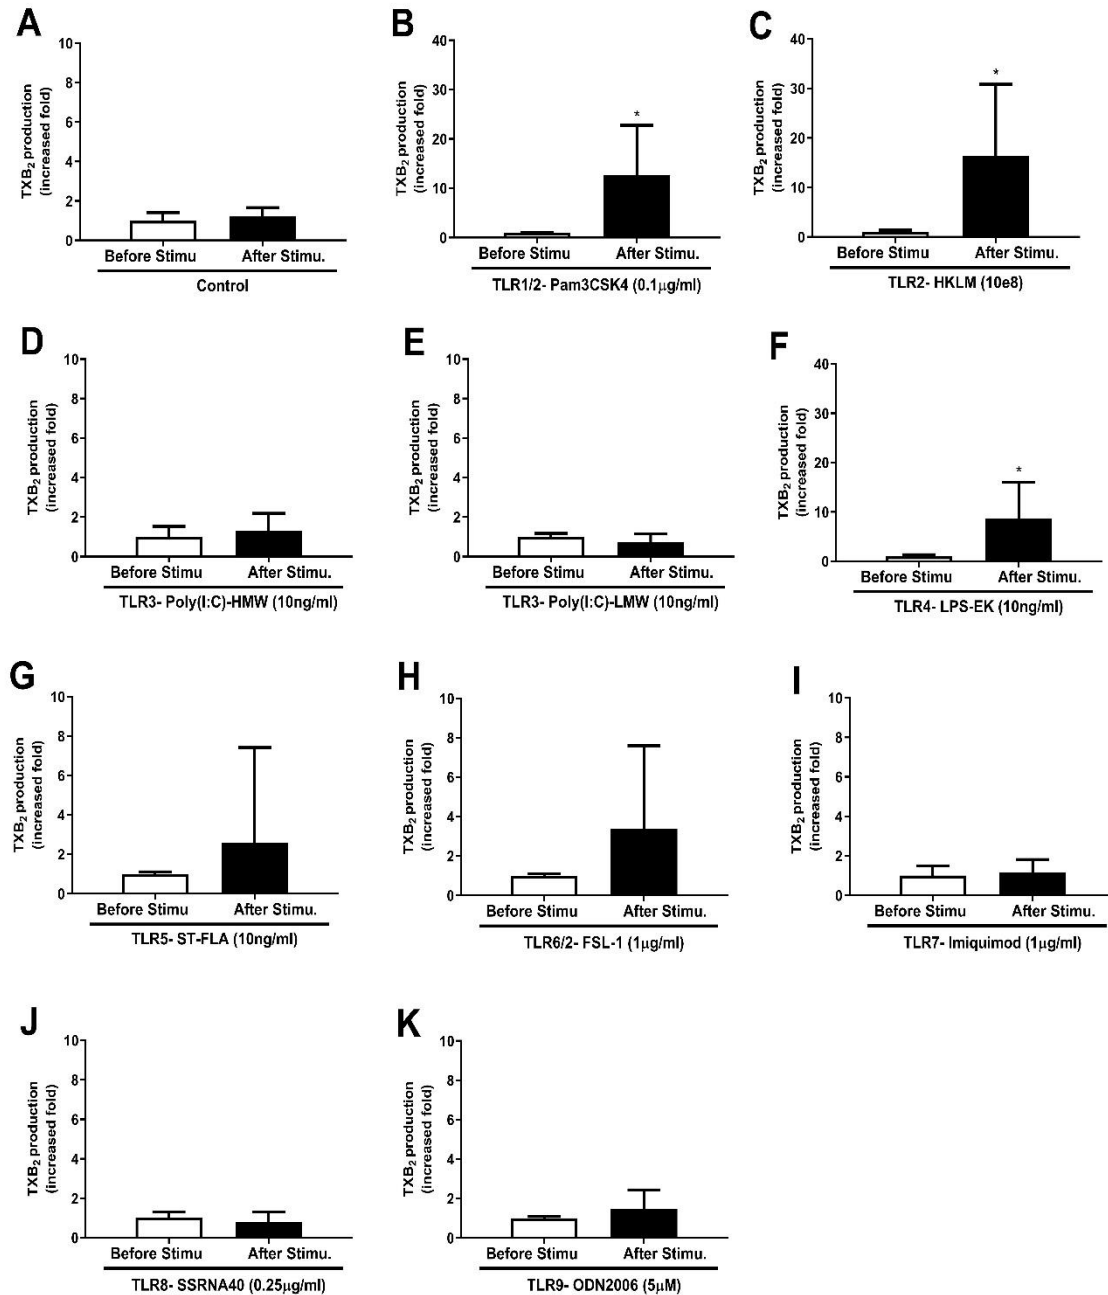 A
TXB₂ production
(increased fold)
10
8
6
4
2
0
Before Stimu After Stimu.
Control
B
TXB₂ production
(increased fold)
40
30
20
10
0
*
Before Stimu After Stimu.
TLR1/2- Pam3CSK4 (0.1μg/ml)
C
TXB₂ production
(increased fold)
40
30
20
10
0
*
Before Stimu After Stimu.
TLR2- HKLM (10e8)
D
TXB₂ production
(increased fold)
10
8
6
4
2
0
Before Stimu After Stimu.
TLR3- Poly(I:C)-HMW (10ng/ml)
E
TXB₂ production
(increased fold)
10
8
6
4
2
0
Before Stimu After Stimu.
TLR3- Poly(I:C)-LMW (10ng/ml)
F
TXB₂ production
(increased fold)
40
30
20
10
0
*
Before Stimu After Stimu.
TLR4- LPS-EK (10ng/ml)
G
TXB₂ production
(increased fold)
10
8
6
4
2
0
Before Stimu After Stimu.
TLR5- ST-FLA (10ng/ml)
H
TXB₂ production
(increased fold)
10
8
6
4
2
0
Before Stimu After Stimu.
TLR6/2- FSL-1 (1μg/ml)
I
TXB₂ production
(increased fold)
10
8
6
4
2
0
Before Stimu After Stimu.
TLR7- Imiquimod (1μg/ml)
J
TXB₂ production
(increased fold)
10
8
6
4
2
0
Before Stimu After Stimu.
TLR8- SSRNA40 (0.25μg/ml)
K
TXB₂ production
(increased fold)
10
8
6
4
2
0
Before Stimu After Stimu.
TLR9- ODN2006 (5μM)